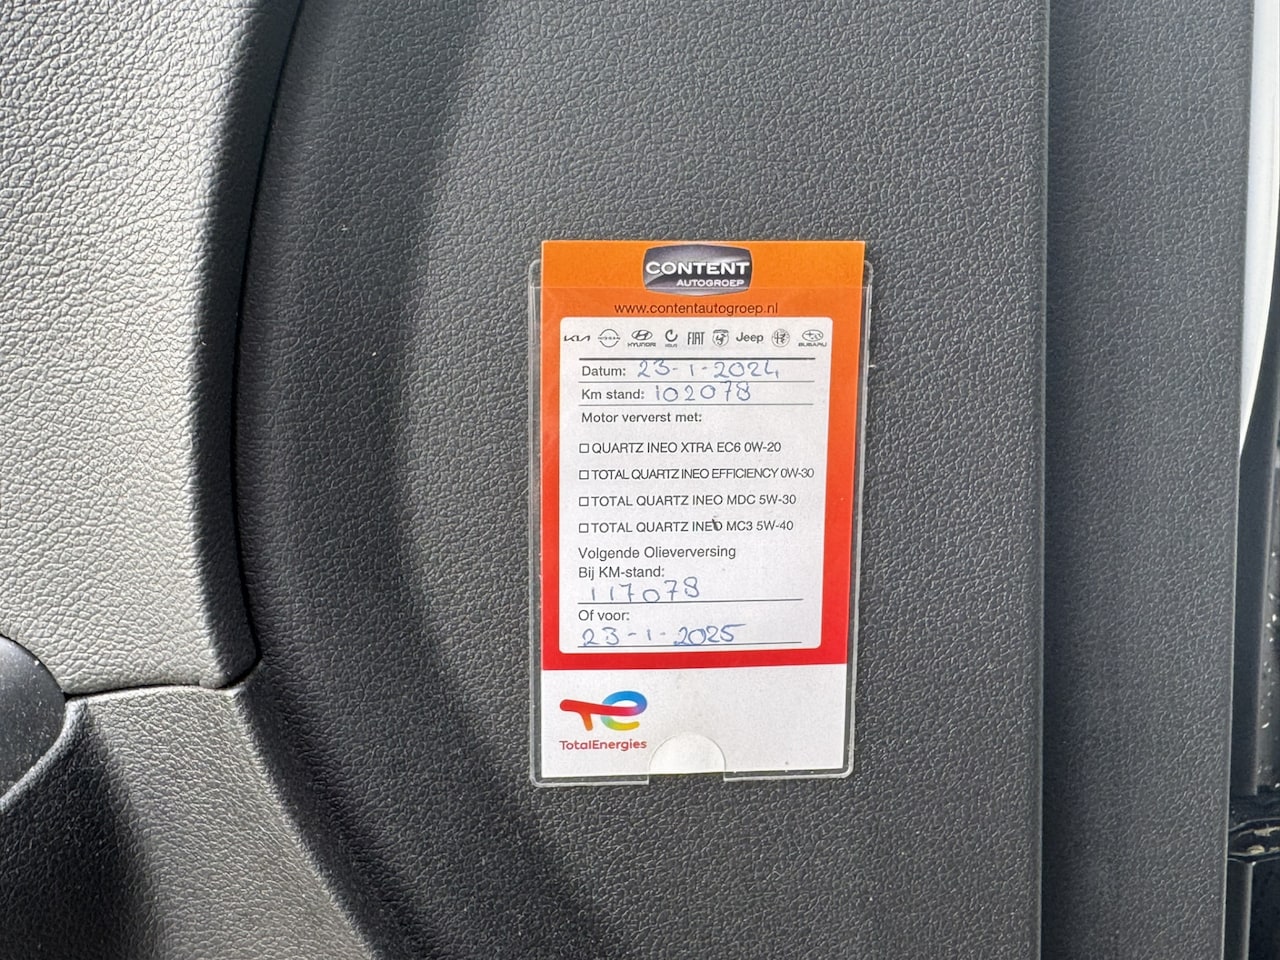 CONTENT
AUTOGROEP
www.contentautogroep.nl
KIA NISSAN HYUNDAI FIAT Jeep SUBARU
Datum: 23-1-2024
Km stand: 102078
Motor ververst met:
☐ QUARTZ INEO XTRA EC6 0W-20
☐ TOTAL QUARTZ INEO EFFICIENCY 0W-30
☐ TOTAL QUARTZ INEO MDC 5W-30
☐ TOTAL QUARTZ INEO MC3 5W-40
Volgende Olieverversing
Bij KM-stand:
117078
Of voor:
23-1-2025
TotalEnergies